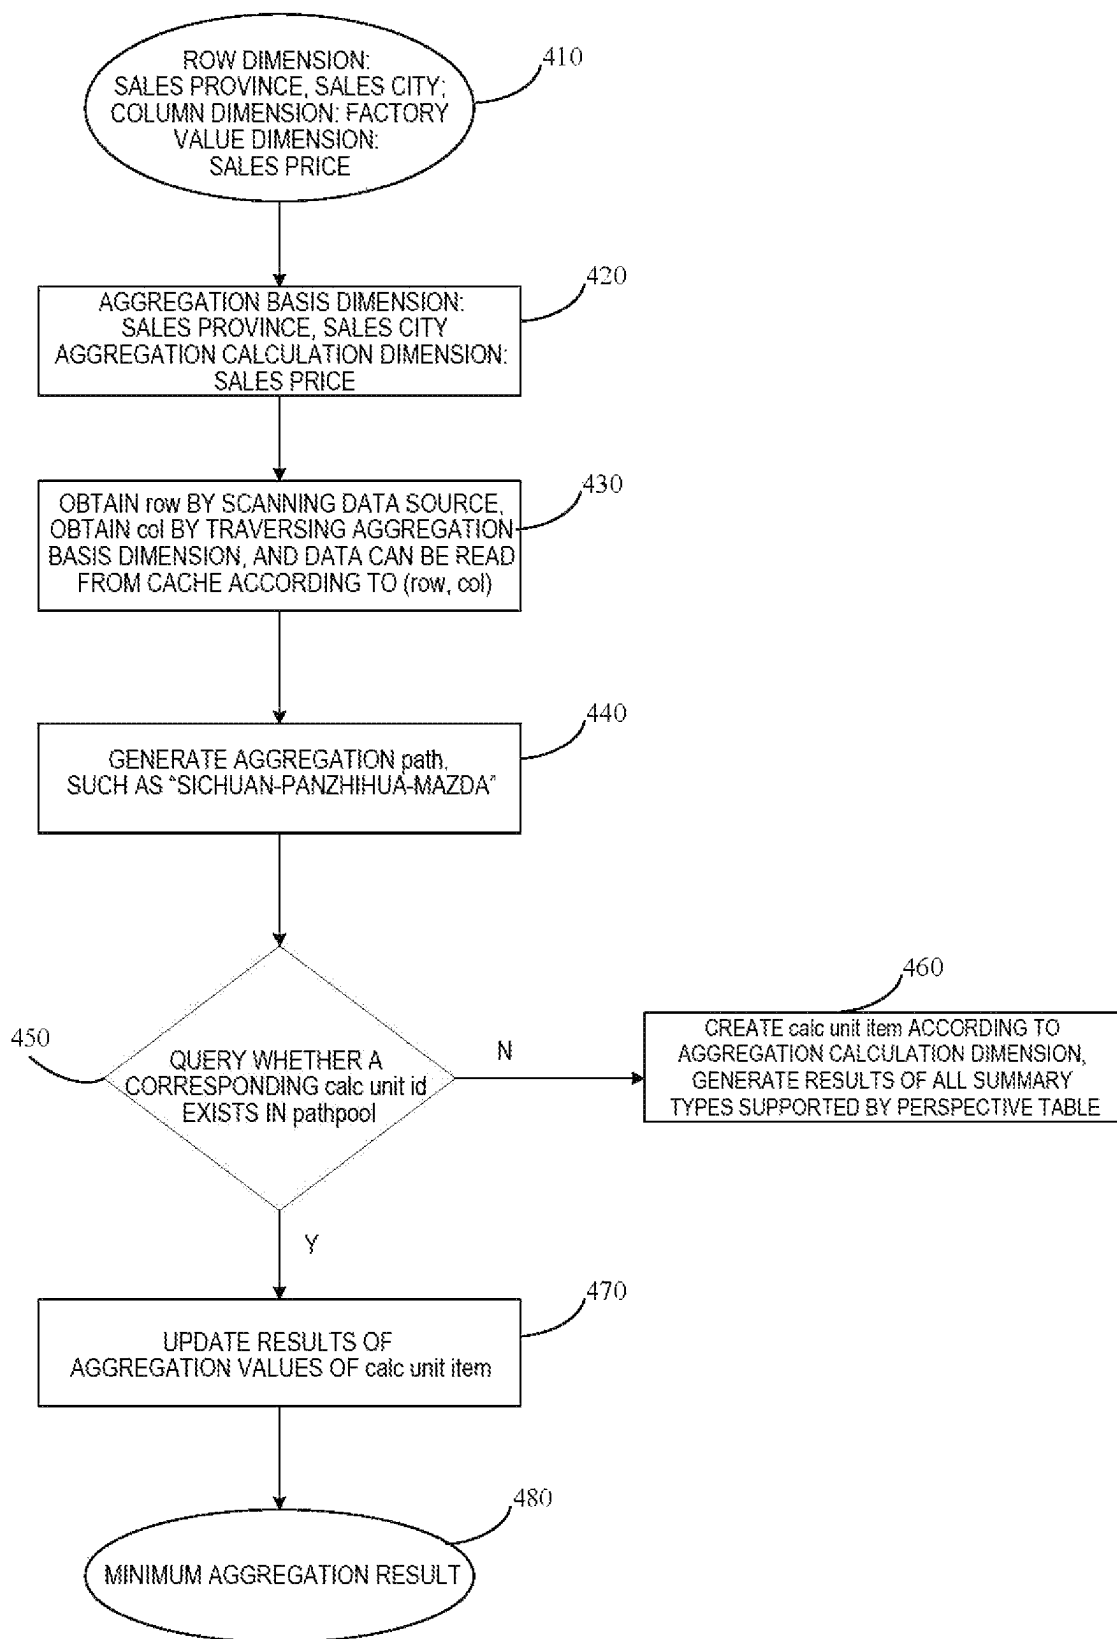 ROW DIMENSION:
SALES PROVINCE, SALES CITY;
COLUMN DIMENSION: FACTORY
VALUE DIMENSION:
SALES PRICE
410
AGGREGATION BASIS DIMENSION:
SALES PROVINCE, SALES CITY
AGGREGATION CALCULATION DIMENSION:
SALES PRICE
420
OBTAIN row BY SCANNING DATA SOURCE,
OBTAIN col BY TRAVERSING AGGREGATION
BASIS DIMENSION, AND DATA CAN BE READ
FROM CACHE ACCORDING TO (row, col)
430
GENERATE AGGREGATION path,
SUCH AS "SICHUAN-PANZHIHUA-MAZDA"
440
QUERY WHETHER A
CORRESPONDING calc unit id
EXISTS IN pathpool
450
N
CREATE calc unit item ACCORDING TO
AGGREGATION CALCULATION DIMENSION,
GENERATE RESULTS OF ALL SUMMARY
TYPES SUPPORTED BY PERSPECTIVE TABLE
460
Y
UPDATE RESULTS OF
AGGREGATION VALUES OF calc unit item
470
MINIMUM AGGREGATION RESULT
480